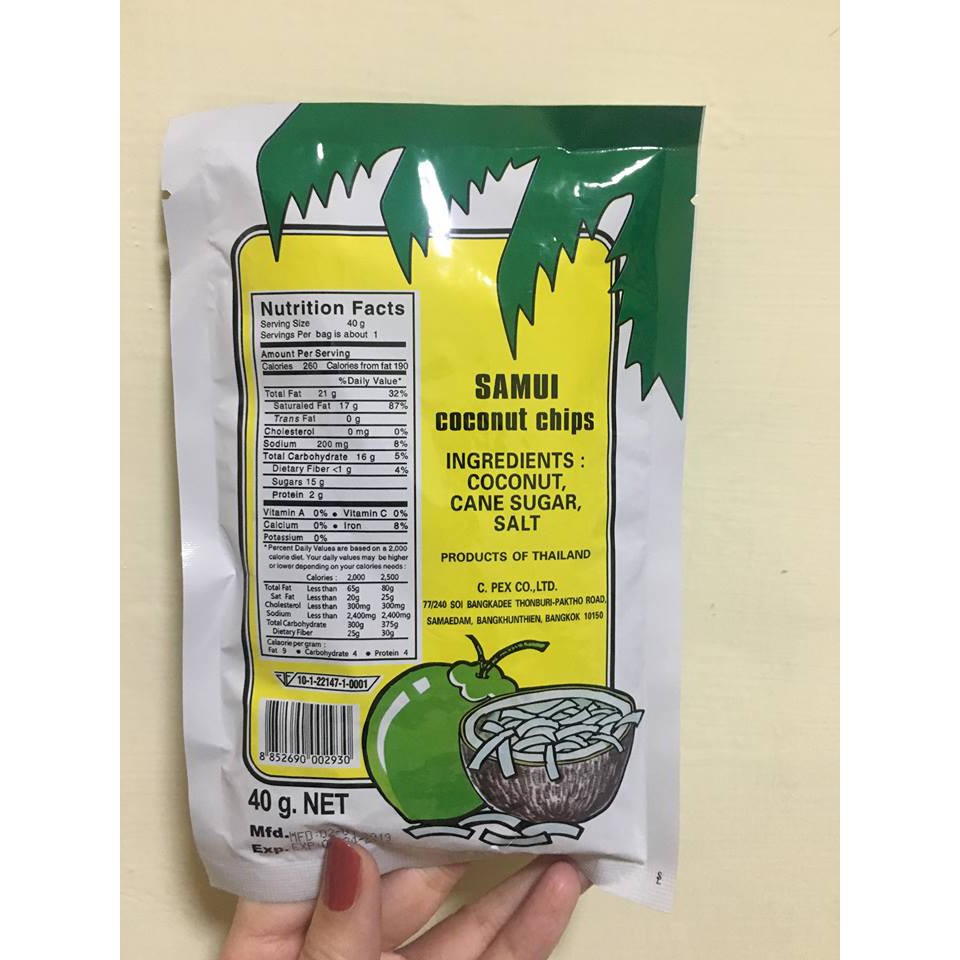 Nutrition Facts
Serving Size 40 g
Servings Per bag is about 1
Amount Per Serving
Calories 260 Calories from fat 190
%Daily Value*
Total Fat 21 g 32%
Saturated Fat 17 g 87%
Trans Fat 0 g
Cholesterol 0 mg 0%
Sodium 200 mg 8%
Total Carbohydrate 16 g 5%
Dietary Fiber <1 g 4%
Sugars 15 g
Protein 2 g
Vitamin A 0% • Vitamin C 0%
Calcium 0% • Iron 8%
Potassium 0%
*Percent Daily Values are based on a 2,000
calorie diet. Your daily values may be higher
or lower depending on your calories needs:
Calories: 2,000 2,500
Total Fat Less than 65g 80g
Sat Fat Less than 20g 25g
Cholesterol Less than 300mg 300mg
Sodium Less than 2,400mg 2,400mg
Total Carbohydrate 300g 375g
Dietary Fiber 25g 30g
Calaorie per gram :
Fat 9 • Carbohydrate 4 • Protein 4
10-1-22147-1-0001
8 852690 002930
40 g. NET
Mfd. MFD
Exp. EXP
SAMUI
coconut chips
INGREDIENTS :
COCONUT,
CANE SUGAR,
SALT
PRODUCTS OF THAILAND
C. PEX CO.,LTD.
77/240 SOI BANGKADEE THONBURI-PAKTHO ROAD,
SAMAEDAM, BANGKHUNTHIEN, BANGKOK 10150